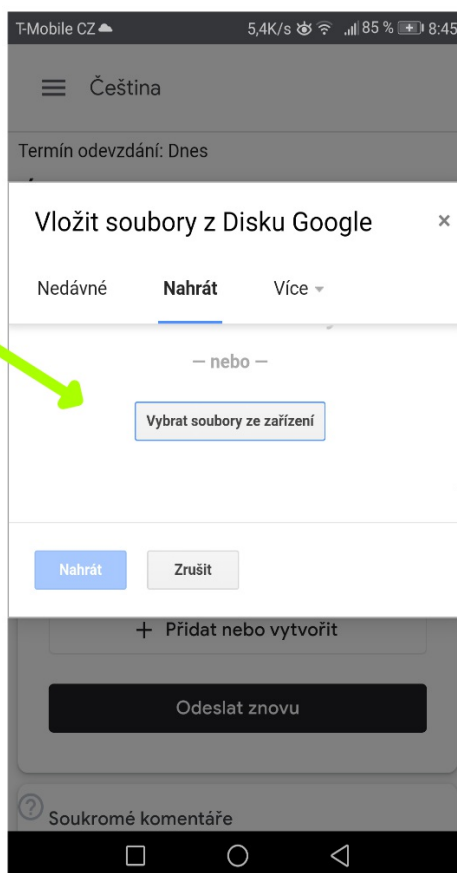 T-Mobile CZ 5,4K/s 85 % 8:45
Čeština
Termín odevzdání: Dnes
Vložit soubory z Disku Google ×
Nedávné Nahrát Více
— nebo —
Vybrat soubory ze zařízení
Nahrát Zrušit
+ Přidat nebo vytvořit
Odeslat znovu
? Soukromé komentáře